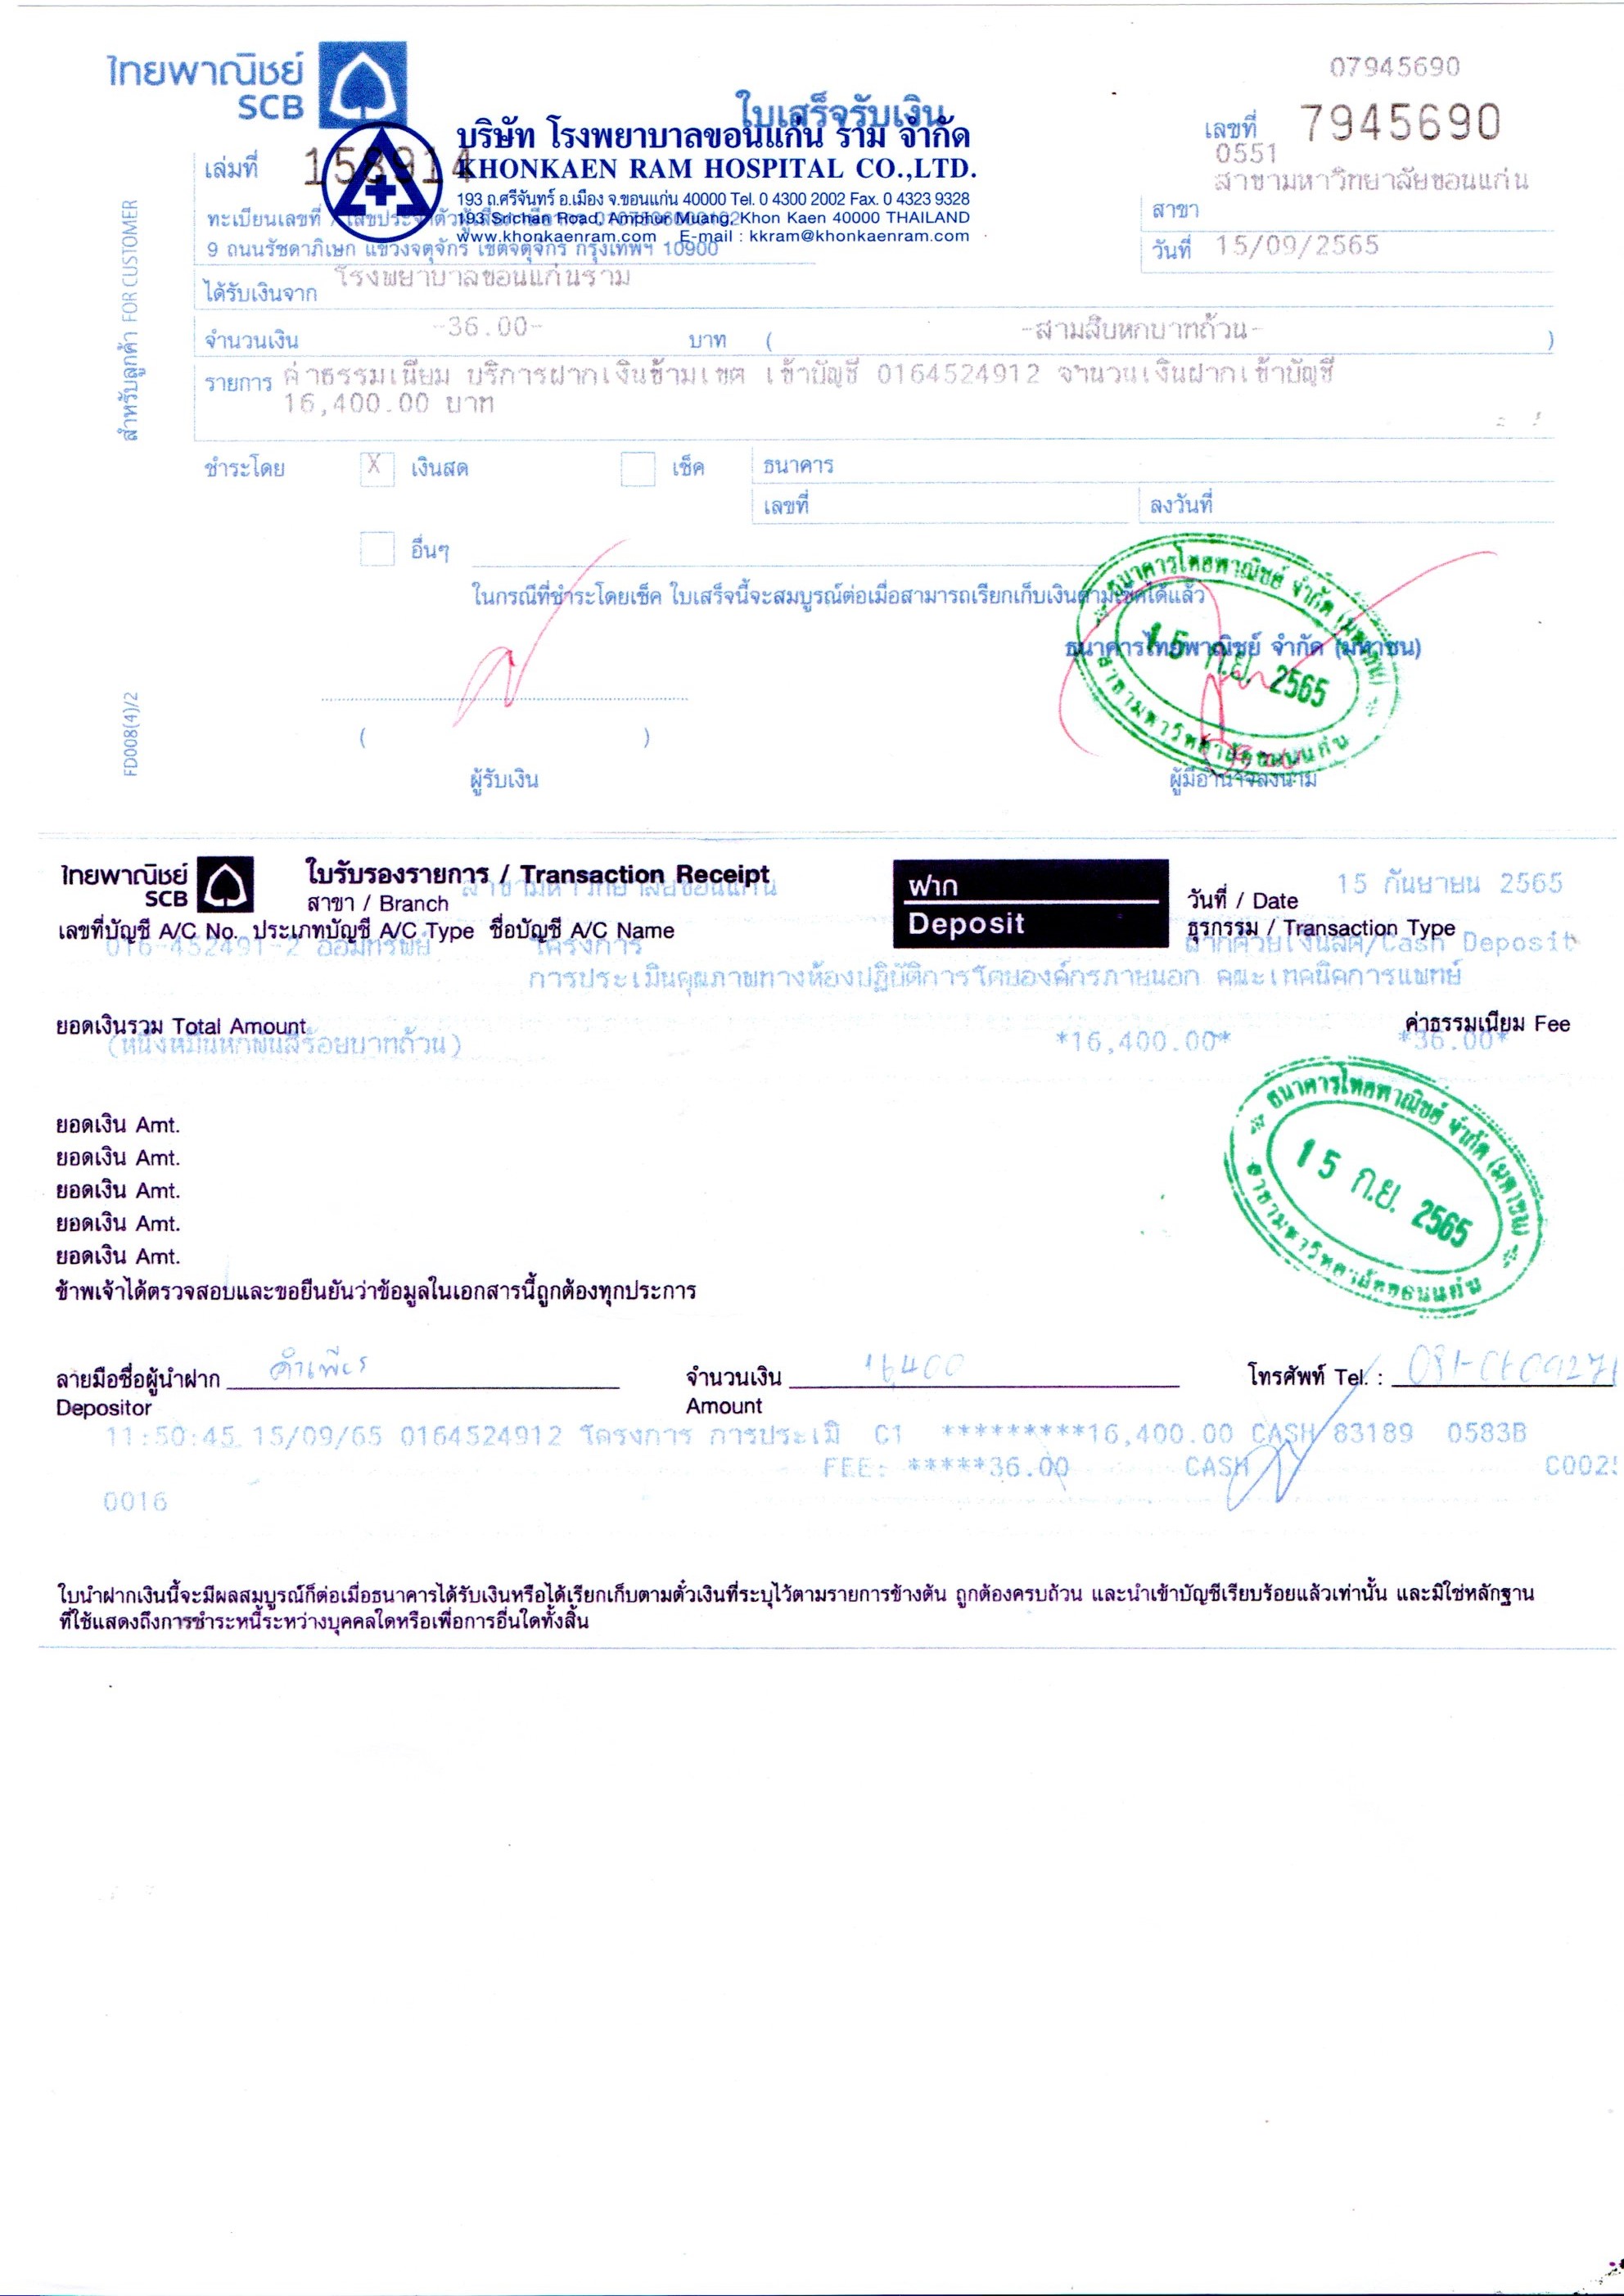 ไทยพาณิชย์
SCB
ใบเสร็จรับเงิน
07945690
เลขที่ 7945690
0551
สาขามหาวิทยาลัยขอนแก่น
บริษัท โรงพยาบาลขอนแก่น ราม จำกัด
KHONKAEN RAM HOSPITAL CO.,LTD.
193 ถ.ศรีจันทร์ อ.เมือง จ.ขอนแก่น 40000 Tel. 0 4300 2002 Fax. 0 4323 9328
193 Srichan Road, Amphur Muang, Khon Kaen 40000 THAILAND
www.khonkaenram.com E-mail : kkram@khonkaenram.com
เล่มที่ 158914
ทะเบียนเลขที่ /
9 ถนนรัชดาภิเษก แขวงจตุจักร เขตจตุจักร กรุงเทพฯ 10900
สาขา
วันที่ 15/09/2565
สำหรับลูกค้า FOR CUSTOMER
ได้รับเงินจาก โรงพยาบาลขอนแก่นราม
จำนวนเงิน -36.00- บาท ( -สามสิบหกบาทถ้วน- )
รายการ ค่าธรรมเนียม บริการฝากเงินข้ามเขต เข้าบัญชี 0164524912 จำนวนเงินฝากเข้าบัญชี
16,400.00 บาท
ชำระโดย X เงินสด เช็ค ธนาคาร
เลขที่ ลงวันที่
อื่นๆ
ในกรณีที่ชำระโดยเช็ค ใบเสร็จนี้จะสมบูรณ์ต่อเมื่อสามารถเรียกเก็บเงินตามเช็คได้แล้ว
ธนาคารไทยพาณิชย์ จำกัด (มหาชน)
ธนาคารไทยพาณิชย์ จำกัด (มหาชน)
15 ก.ย. 2565
สาขามหาวิทยาลัยขอนแก่น
( )
ผู้รับเงิน ผู้มีอำนาจลงนาม
FD008(4)/2
ไทยพาณิชย์
SCB
ใบรับรองรายการ / Transaction Receipt
สาขา / Branch สาขามหาวิทยาลัยขอนแก่น
ฝาก
Deposit
วันที่ / Date 15 กันยายน 2565
เลขที่บัญชี A/C No. ประเภทบัญชี A/C Type ชื่อบัญชี A/C Name ธุรกรรม / Transaction Type
016-452491-2 ออมทรัพย์ โครงการ ฝากด้วยเงินสด/Cash Deposit
การประเมินคุณภาพทางห้องปฏิบัติการโดยองค์กรภายนอก คณะเทคนิคการแพทย์
ยอดเงินรวม Total Amount ค่าธรรมเนียม Fee
(หนึ่งหมื่นหกพันสี่ร้อยบาทถ้วน) *16,400.00* *36.00*
ธนาคารไทยพาณิชย์ จำกัด (มหาชน)
15 ก.ย. 2565
สาขามหาวิทยาลัยขอนแก่น
ยอดเงิน Amt.
ยอดเงิน Amt.
ยอดเงิน Amt.
ยอดเงิน Amt.
ยอดเงิน Amt.
ข้าพเจ้าได้ตรวจสอบและขอยืนยันว่าข้อมูลในเอกสารนี้ถูกต้องทุกประการ
ลายมือชื่อผู้นำฝาก จำนวนเงิน 16,400 โทรศัพท์ Tel. :
Depositor Amount
11:50:45 15/09/65 0164524912 โครงการ การประเมิ C1 *********16,400.00 CASH 83189 0583B
FEE: *****36.00 CASH
0016
ใบนำฝากเงินนี้จะมีผลสมบูรณ์ก็ต่อเมื่อธนาคารได้รับเงินหรือได้เรียกเก็บตามตั๋วเงินที่ระบุไว้ตามรายการข้างต้น ถูกต้องครบถ้วน และนำเข้าบัญชีเรียบร้อยแล้วเท่านั้น และมิใช่หลักฐาน
ที่ใช้แสดงถึงการชำระหนี้ระหว่างบุคคลใดหรือเพื่อการอื่นใดทั้งสิ้น